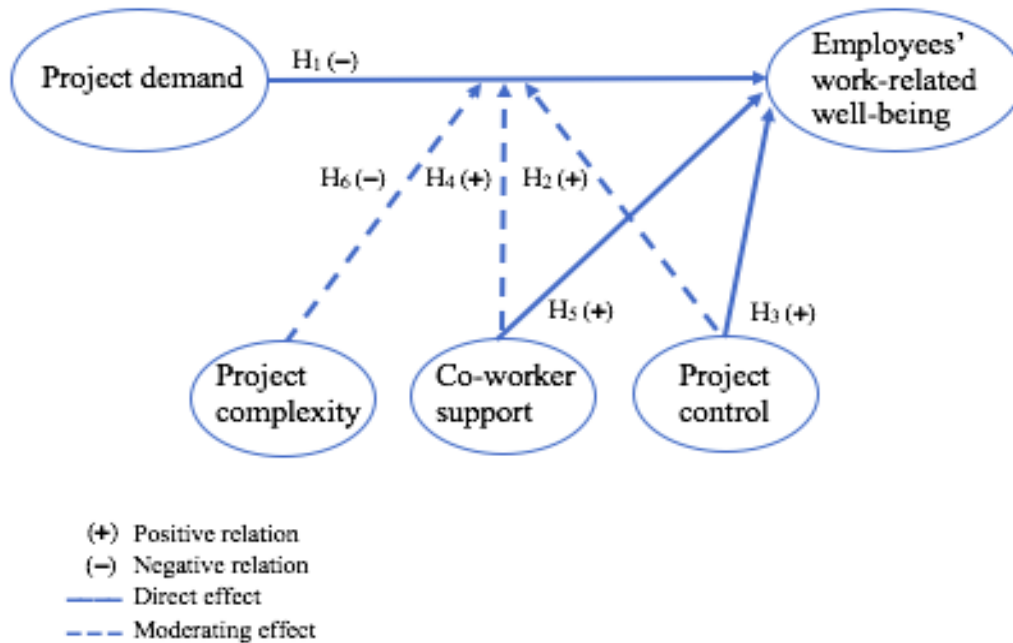 Project demand
H₁ (−)
Employees’
work-related
well-being
H₆ (−)
H₄ (+)
H₂ (+)
H₅ (+)
H₃ (+)
Project
complexity
Co-worker
support
Project
control
(+) Positive relation
(−) Negative relation
Direct effect
Moderating effect